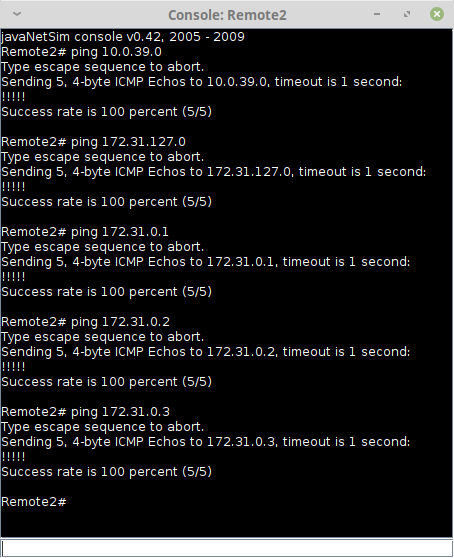 Console: Remote2
javaNetSim console v0.42, 2005 - 2009
Remote2# ping 10.0.39.0
Type escape sequence to abort.
Sending 5, 4-byte ICMP Echos to 10.0.39.0, timeout is 1 second:
!!!!!
Success rate is 100 percent (5/5)
Remote2# ping 172.31.127.0
Type escape sequence to abort.
Sending 5, 4-byte ICMP Echos to 172.31.127.0, timeout is 1 second:
!!!!!
Success rate is 100 percent (5/5)
Remote2# ping 172.31.0.1
Type escape sequence to abort.
Sending 5, 4-byte ICMP Echos to 172.31.0.1, timeout is 1 second:
!!!!!
Success rate is 100 percent (5/5)
Remote2# ping 172.31.0.2
Type escape sequence to abort.
Sending 5, 4-byte ICMP Echos to 172.31.0.2, timeout is 1 second:
!!!!!
Success rate is 100 percent (5/5)
Remote2# ping 172.31.0.3
Type escape sequence to abort.
Sending 5, 4-byte ICMP Echos to 172.31.0.3, timeout is 1 second:
!!!!!
Success rate is 100 percent (5/5)
Remote2#